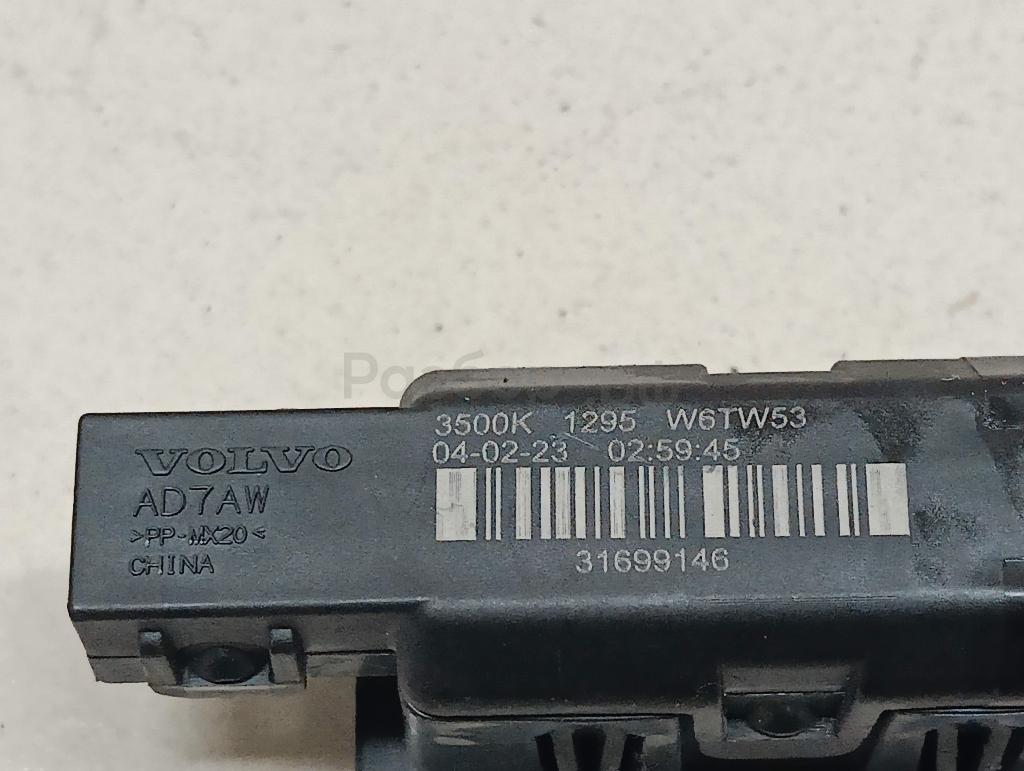 3500K 1295 W6TW53
04-02-23 02:59:45
VOLVO
AD7AW
>PP-MX20<
CHINA
31699146